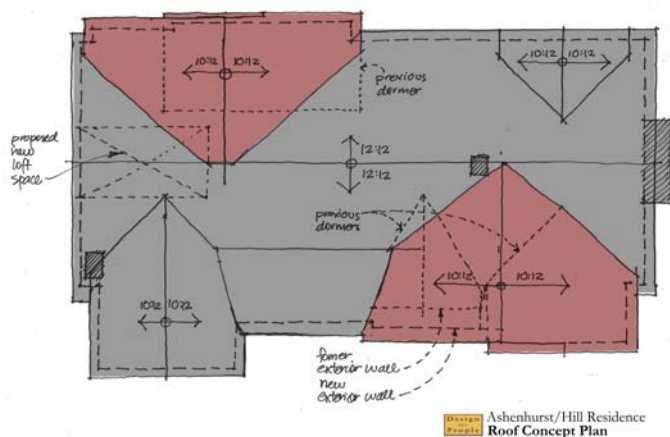 10:12 10:12
10:12 10:12
previous
dormer
proposed
new
loft
space
12:12
12:12
previous
dormers
10:12 10:12
10:12 10:12
former
exterior wall
new
exterior wall
Design
for
People
Ashenhurst/Hill Residence
Roof Concept Plan